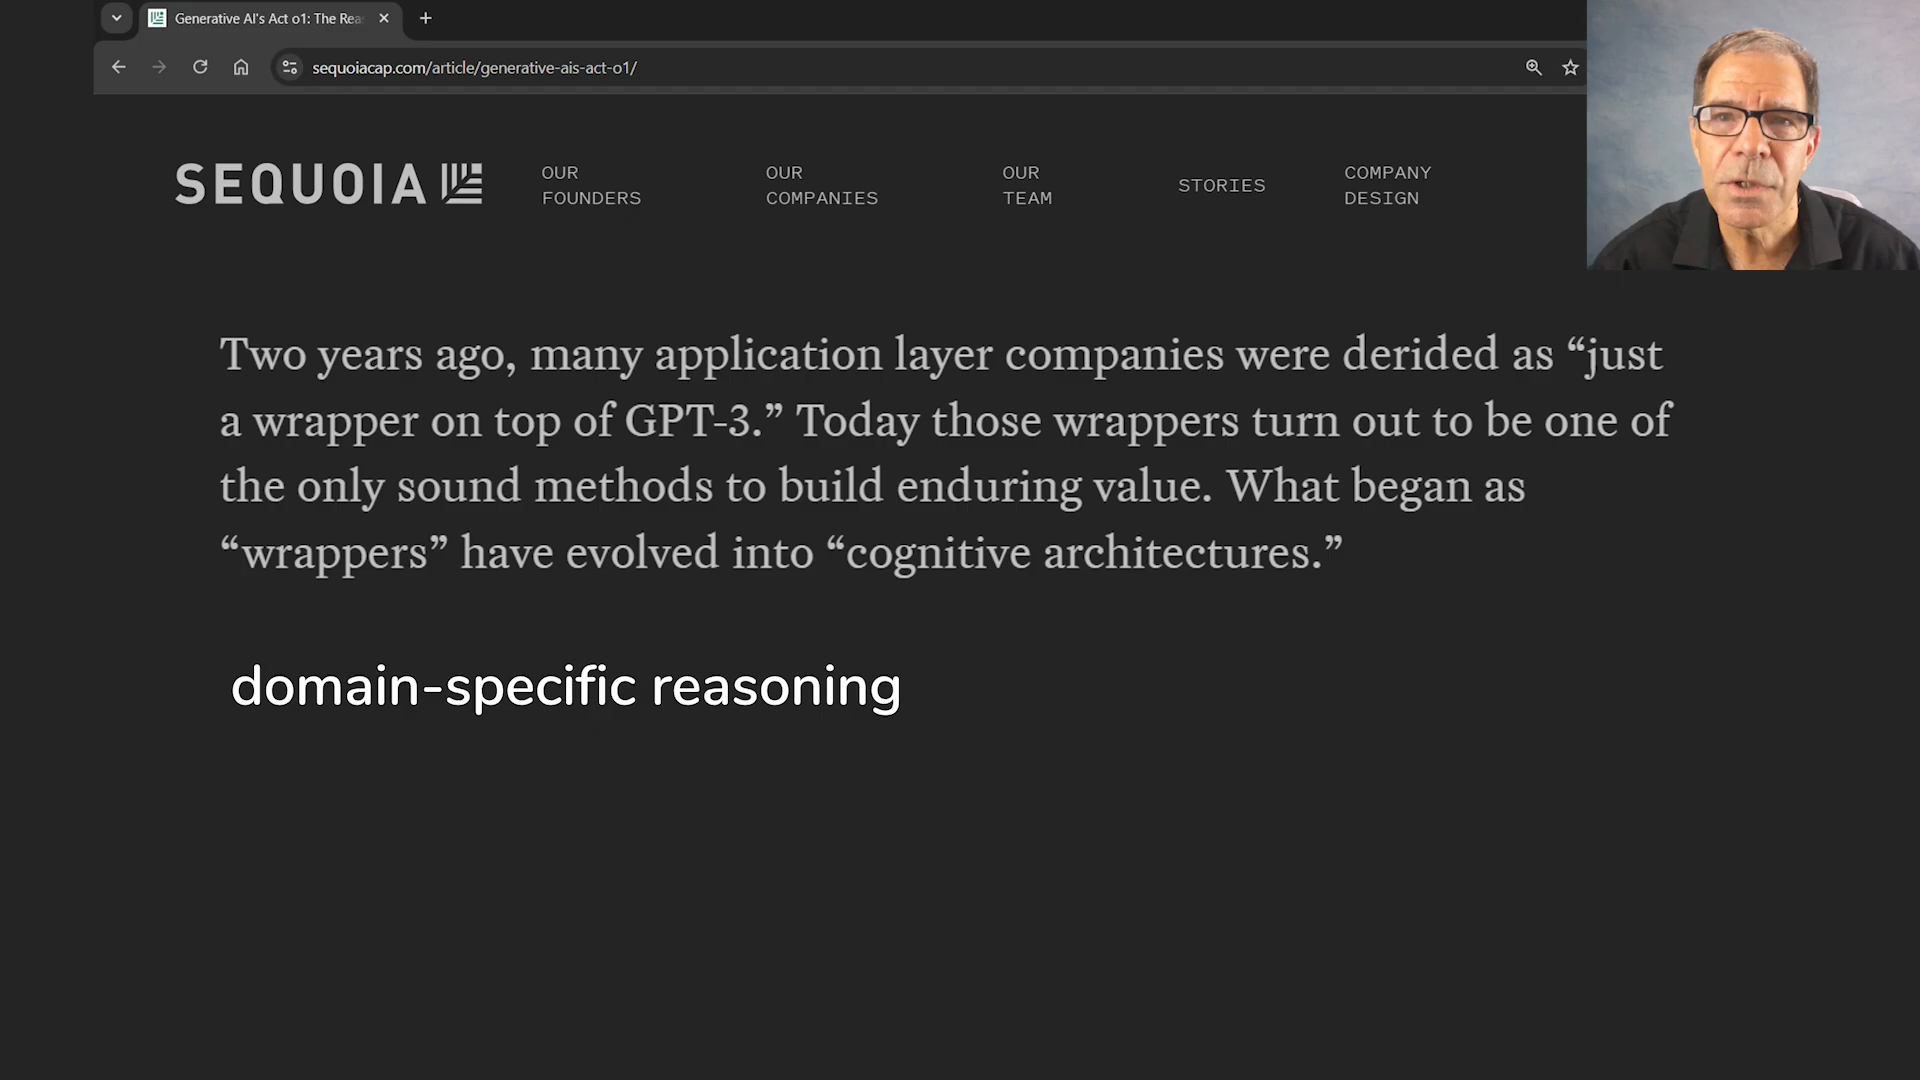 Generative AI's Act o1: The Rea
sequoiacap.com/article/generative-ais-act-o1/
SEQUOIA
OUR FOUNDERS
OUR COMPANIES
OUR TEAM
STORIES
COMPANY DESIGN
Two years ago, many application layer companies were derided as “just
a wrapper on top of GPT-3.” Today those wrappers turn out to be one of
the only sound methods to build enduring value. What began as
“wrappers” have evolved into “cognitive architectures.”
domain-specific reasoning